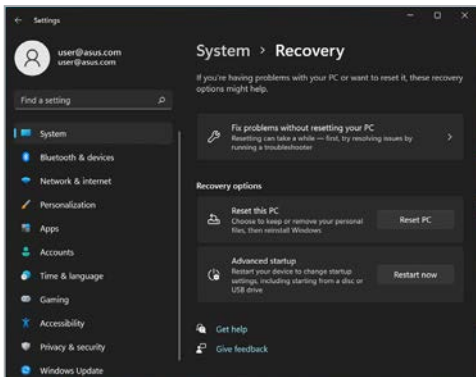 Settings
user@asus.com
user@asus.com
Find a setting
System
Bluetooth & devices
Network & internet
Personalization
Apps
Accounts
Time & language
Gaming
Accessibility
Privacy & security
Windows Update
System > Recovery
If you're having problems with your PC or want to reset it, these recovery
options might help.
Fix problems without resetting your PC
Resetting can take a while — first, try resolving issues by
running a troubleshooter
Recovery options
Reset this PC
Choose to keep or remove your personal
files, then reinstall Windows
Reset PC
Advanced startup
Restart your device to change startup
settings, including starting from a disc or
USB drive
Restart now
Get help
Give feedback